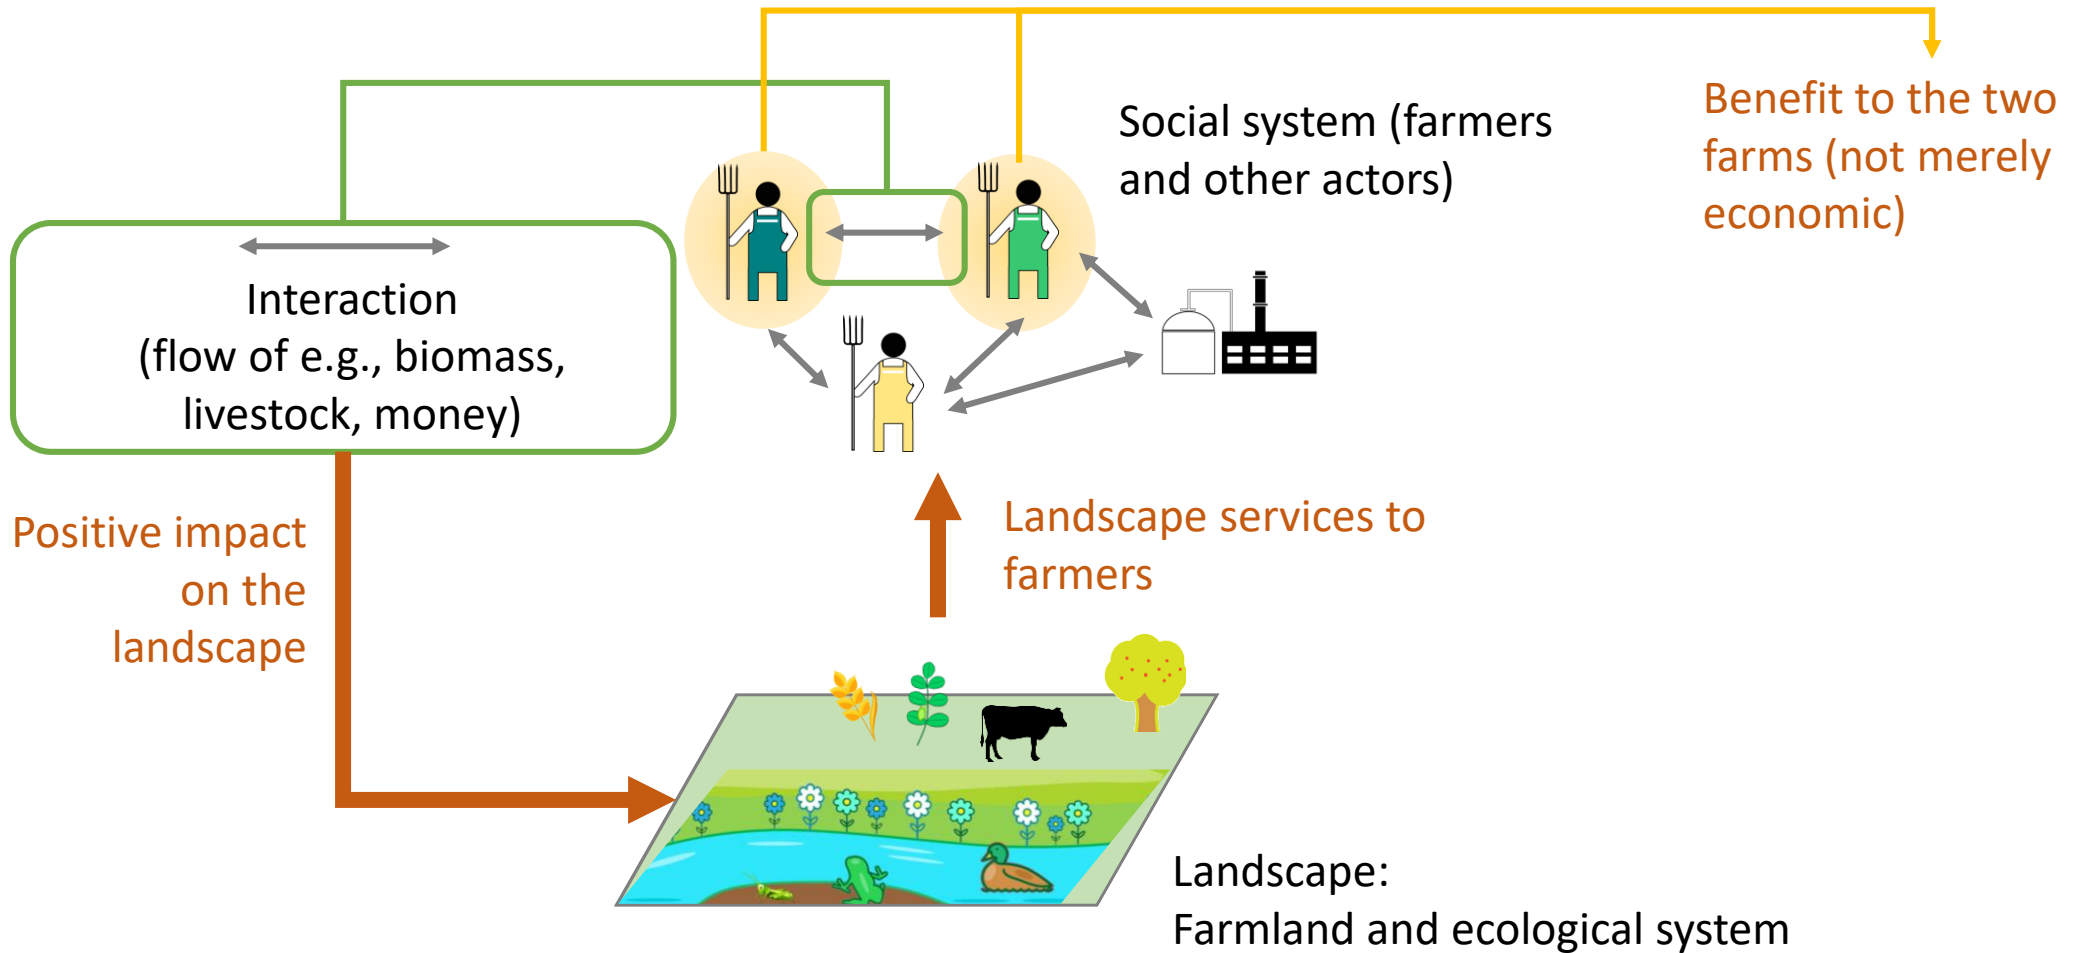 Benefit to the two
farms (not merely
economic)
Social system (farmers
and other actors)
Interaction
(flow of e.g., biomass,
livestock, money)
Positive impact
on the
landscape
Landscape services to
farmers
Landscape:
Farmland and ecological system